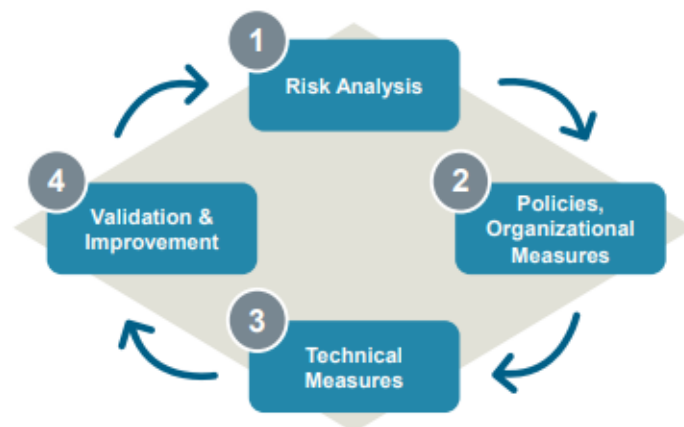 1
Risk Analysis
2
Policies,
Organizational
Measures
3
Technical
Measures
4
Validation &
Improvement